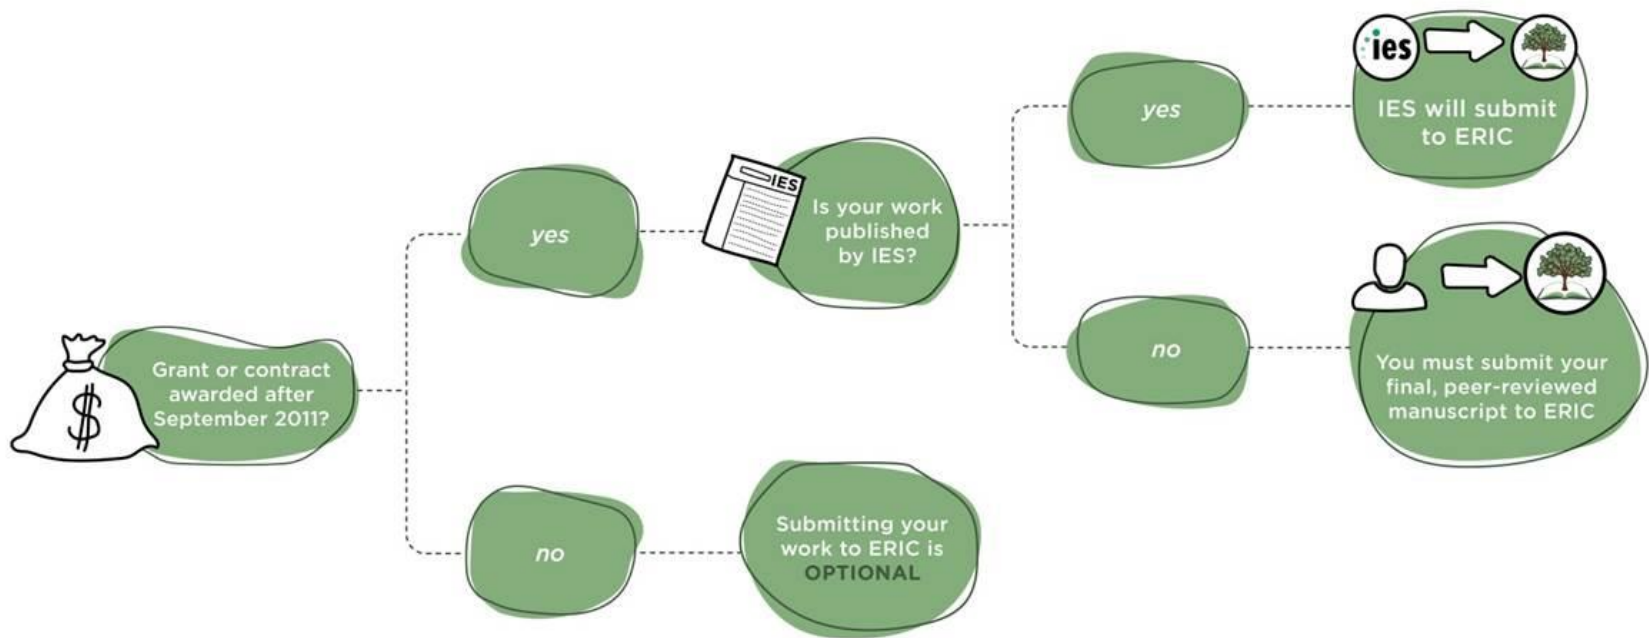 Grant or contract
awarded after
September 2011?
$
yes
IES
Is your work
published
by IES?
yes
ies
IES will submit
to ERIC
no
You must submit your
final, peer-reviewed
manuscript to ERIC
no
Submitting your
work to ERIC is
OPTIONAL